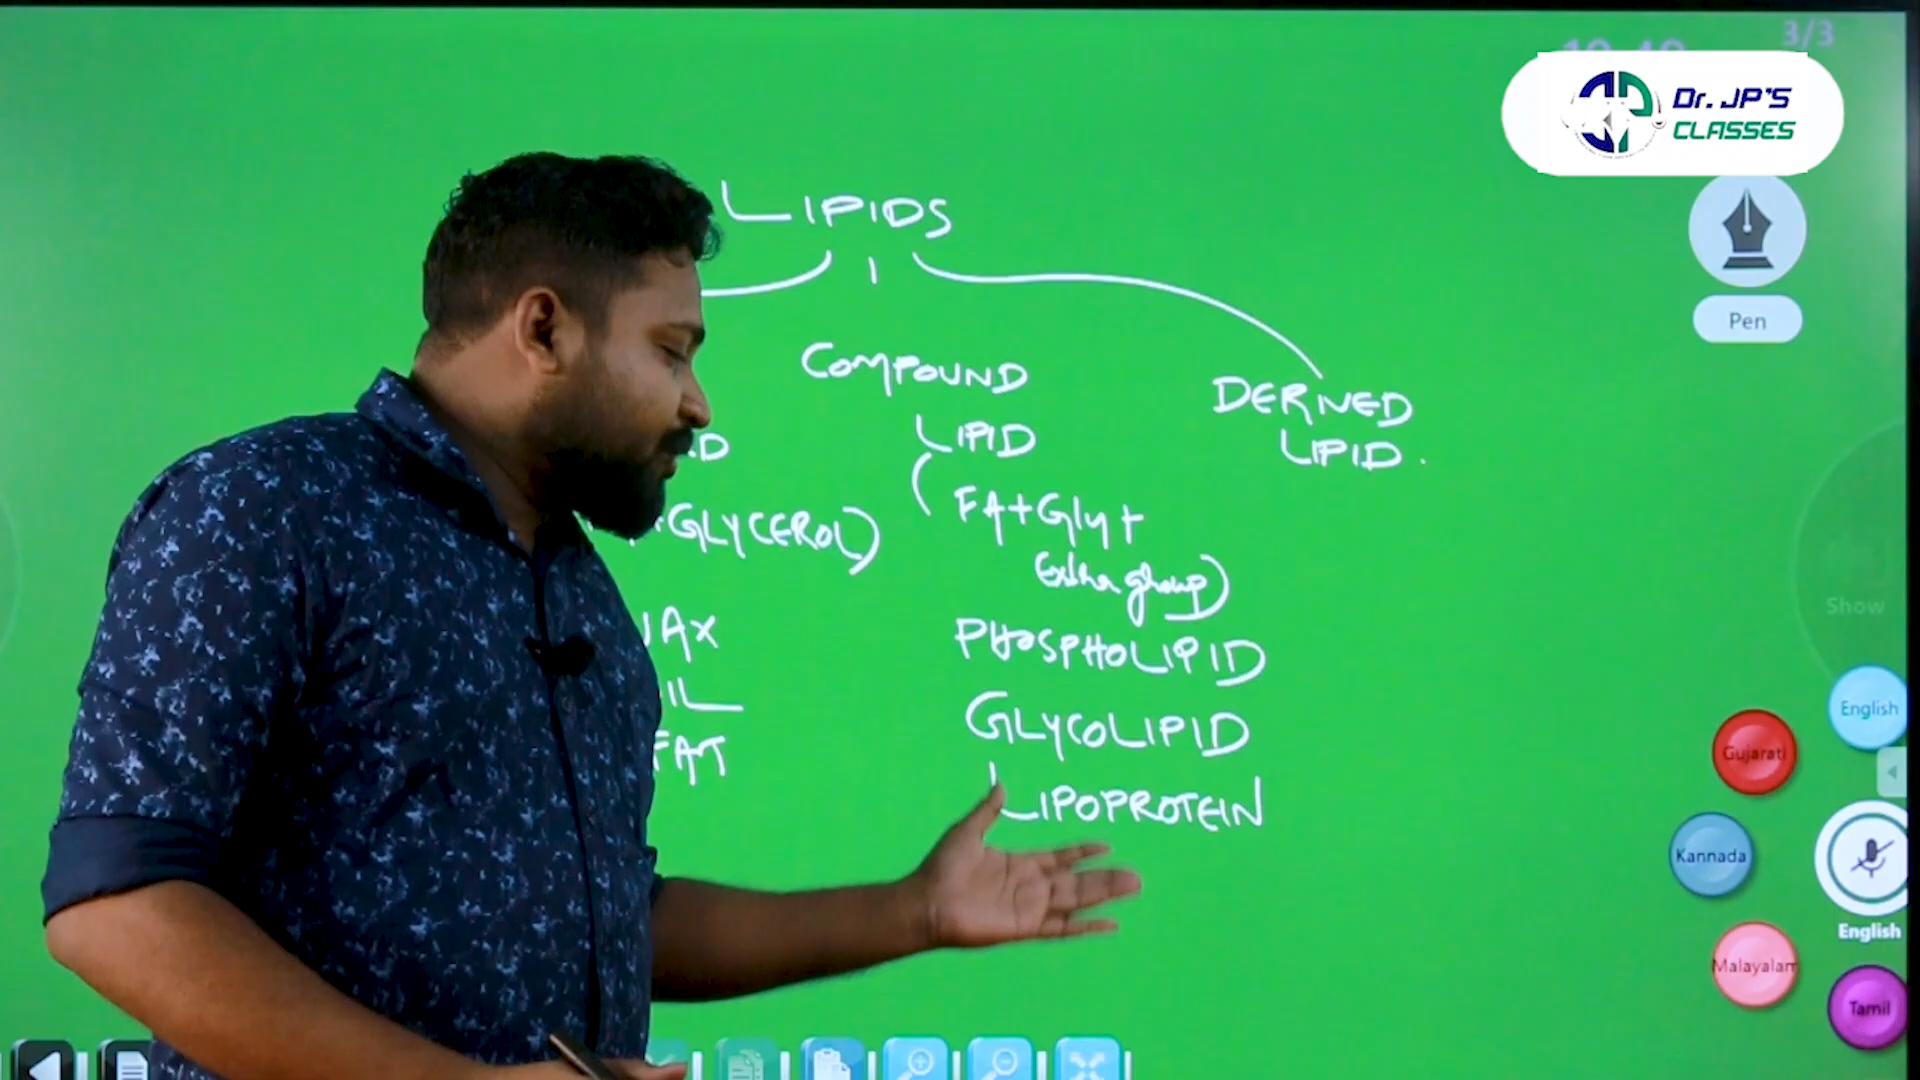 3/3
Dr. JP'S
CLASSES
LIPIDS
Pen
COMPOUND
LIPID
DERIVED
LIPID.
+GLYCEROL)
(FA+Gly+
Extra group)
AX
IL
FAT
PHOSPHOLIPID
GLYCOLIPID
LIPOPROTEIN
Show
English
Gujarati
Kannada
English
Malayalam
Tamil